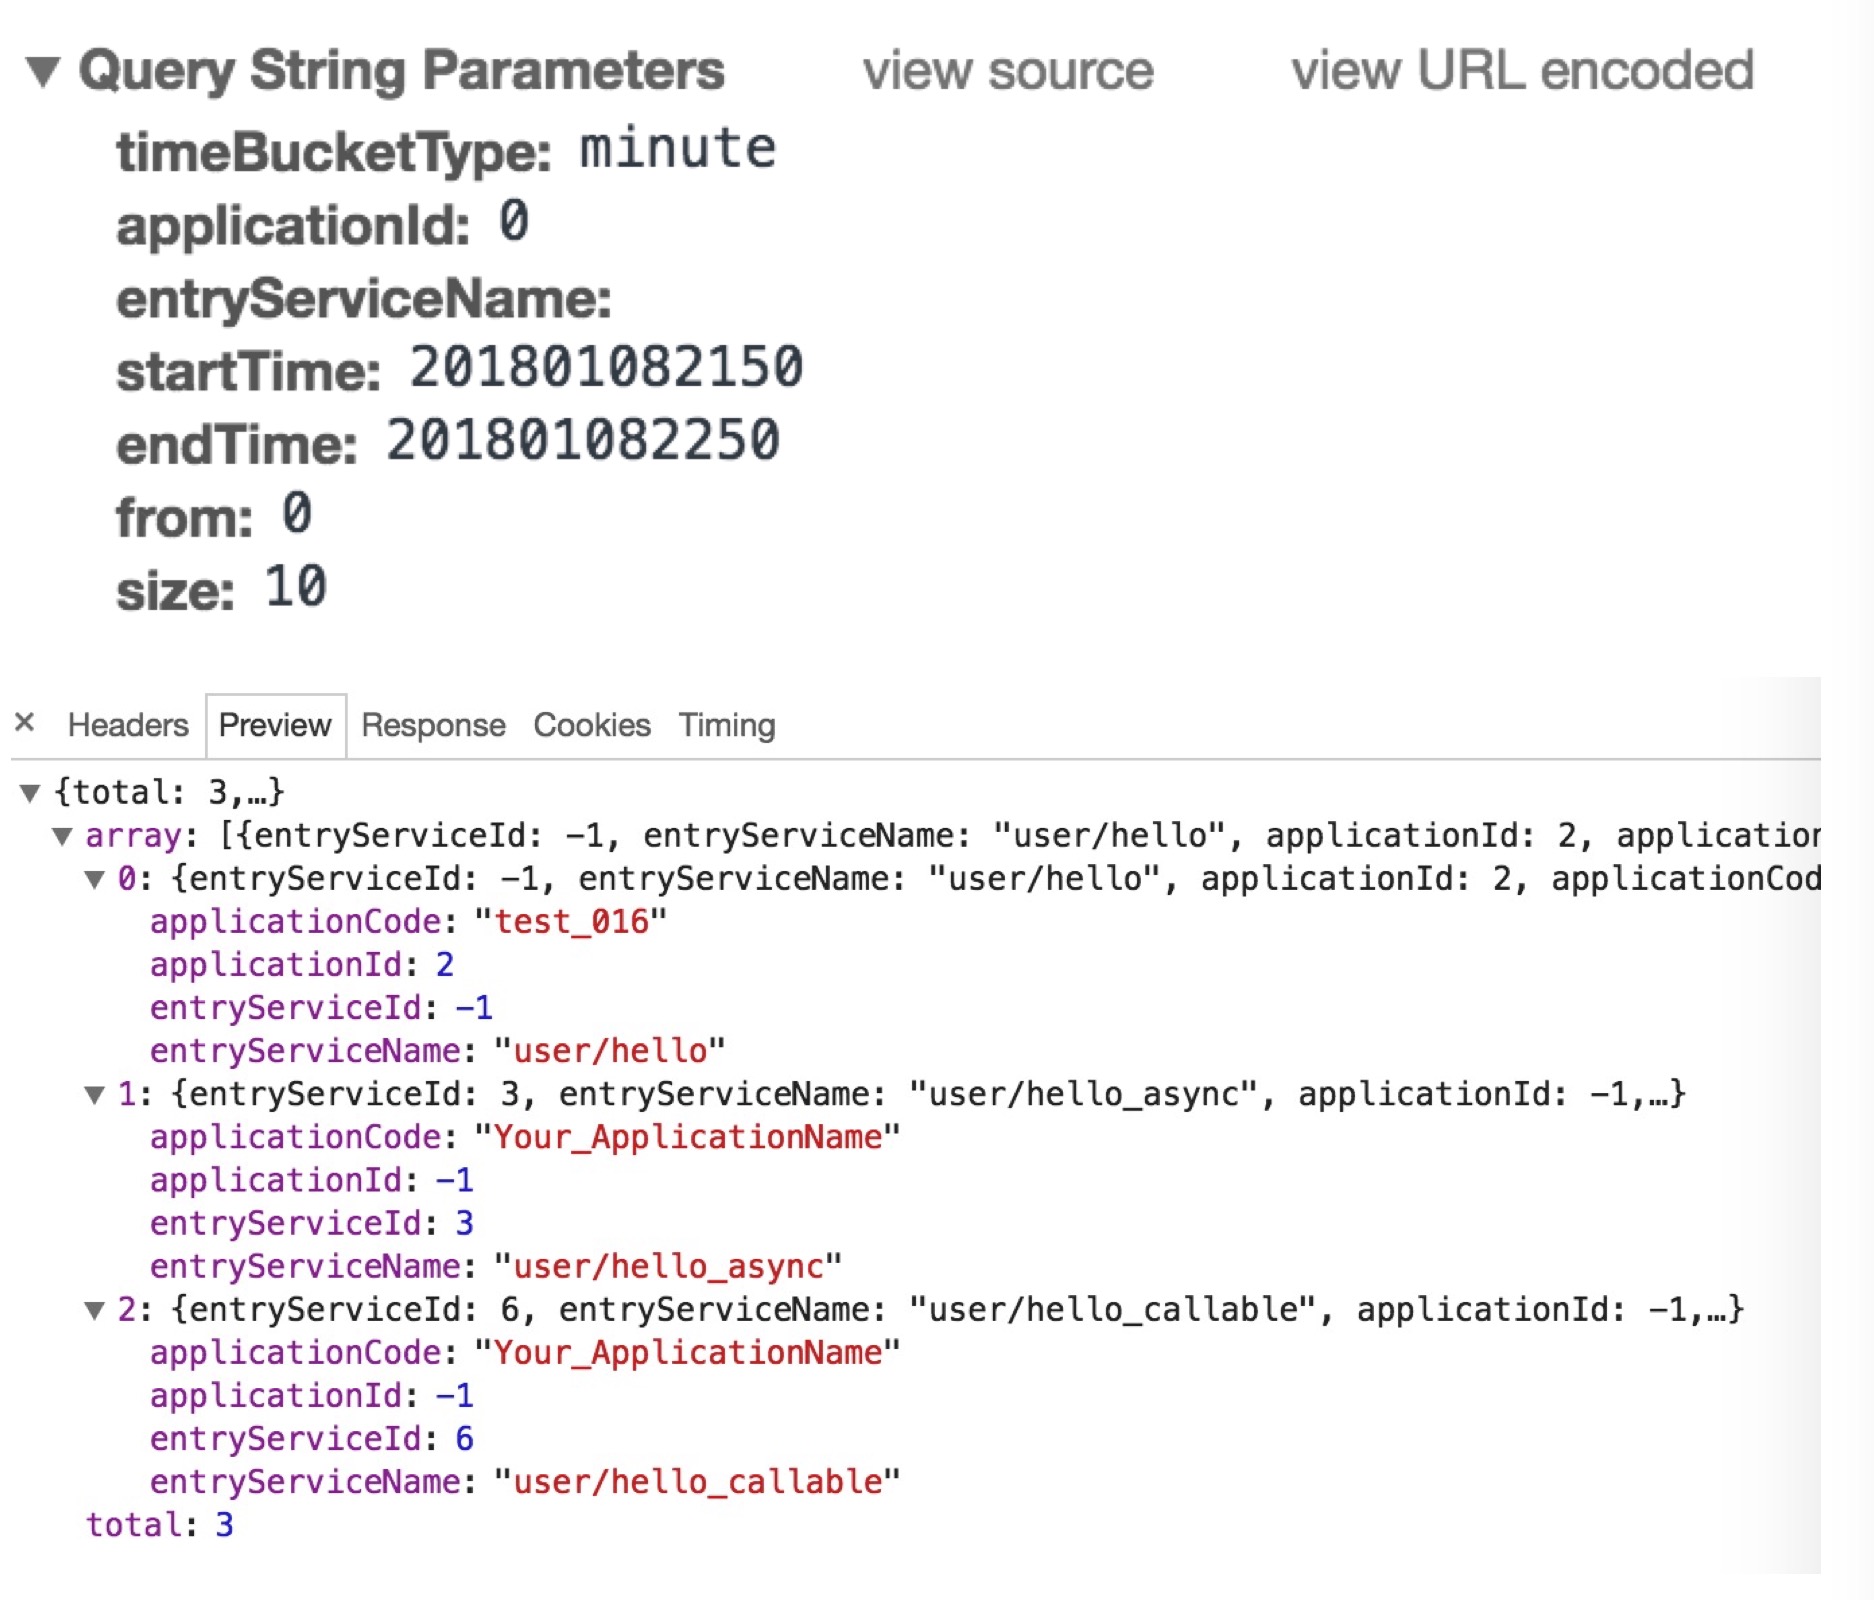 ▼ Query String Parameters view source view URL encoded
timeBucketType: minute
applicationId: 0
entryServiceName:
startTime: 201801082150
endTime: 201801082250
from: 0
size: 10
× Headers Preview Response Cookies Timing
▼ {total: 3,…}
▼ array: [{entryServiceId: -1, entryServiceName: "user/hello", applicationId: 2, application
▼ 0: {entryServiceId: -1, entryServiceName: "user/hello", applicationId: 2, applicationCod
applicationCode: "test_016"
applicationId: 2
entryServiceId: -1
entryServiceName: "user/hello"
▼ 1: {entryServiceId: 3, entryServiceName: "user/hello_async", applicationId: -1,…}
applicationCode: "Your_ApplicationName"
applicationId: -1
entryServiceId: 3
entryServiceName: "user/hello_async"
▼ 2: {entryServiceId: 6, entryServiceName: "user/hello_callable", applicationId: -1,…}
applicationCode: "Your_ApplicationName"
applicationId: -1
entryServiceId: 6
entryServiceName: "user/hello_callable"
total: 3